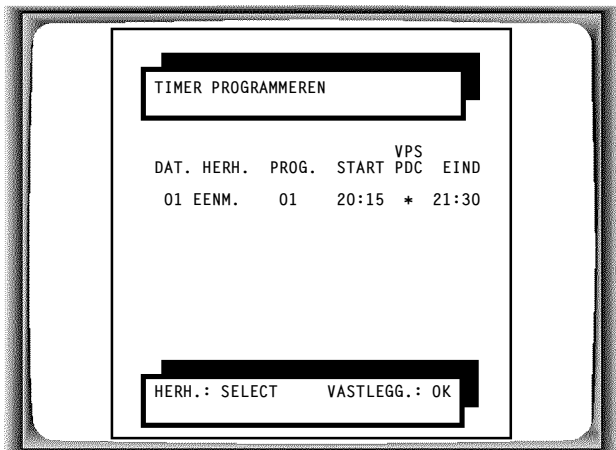 TIMER PROGRAMMEREN
VPS
DAT. HERH. PROG. START PDC EIND
01 EENM. 01 20:15 * 21:30
HERH.: SELECT VASTLEGG.: OK